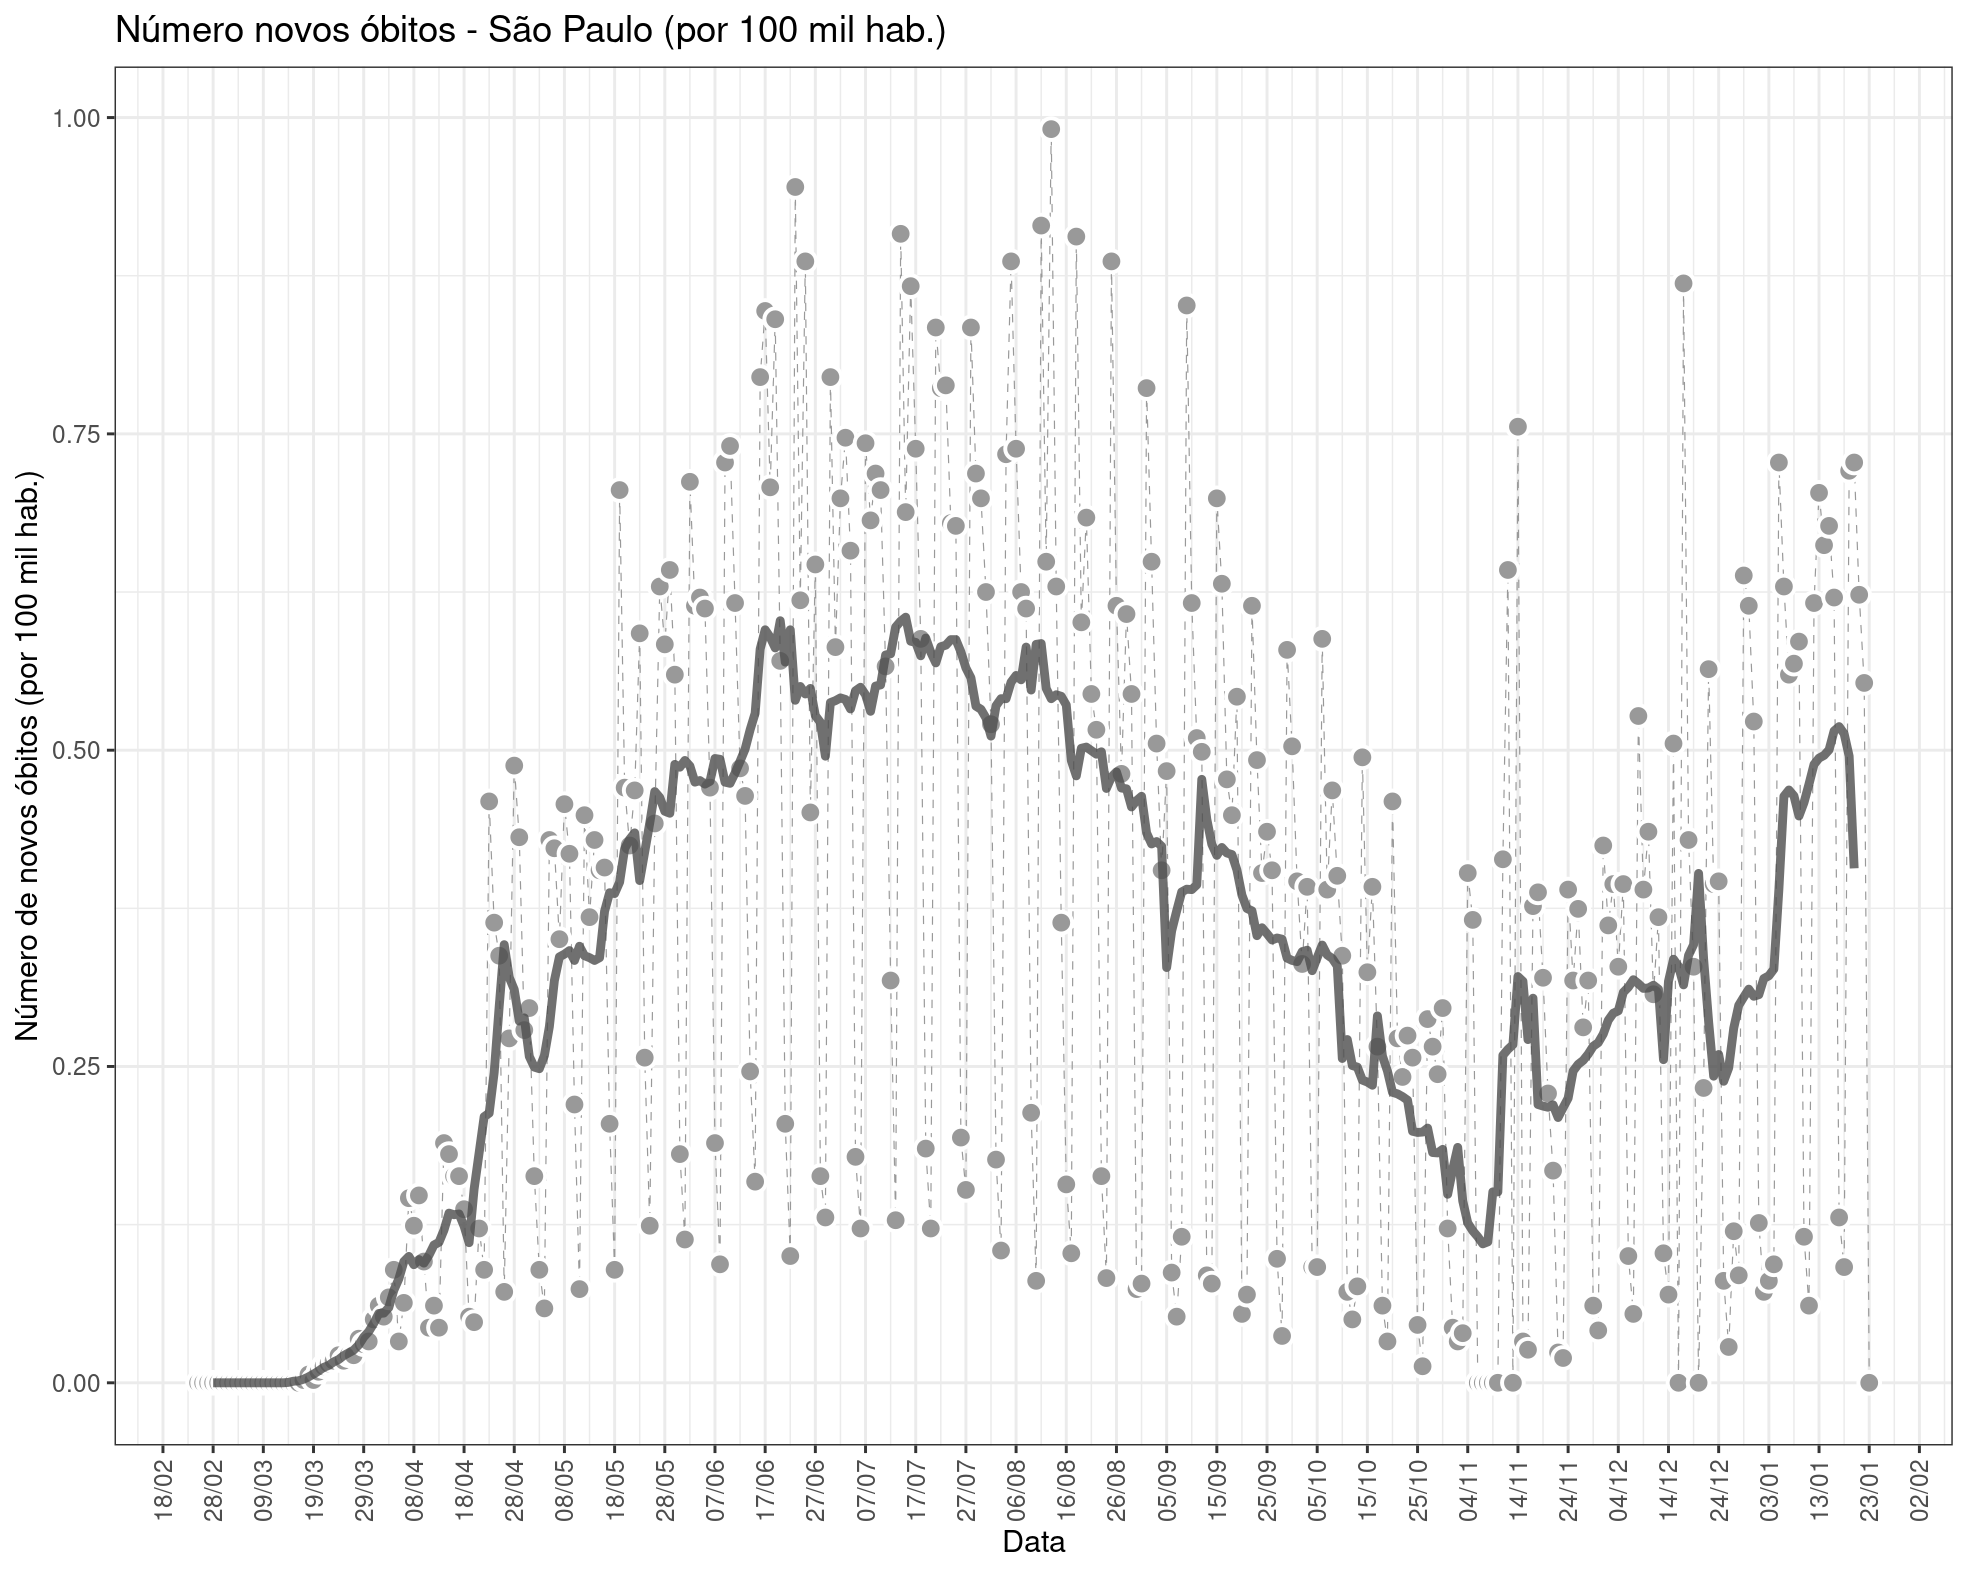 Número novos óbitos - São Paulo (por 100 mil hab.)
Número de novos óbitos (por 100 mil hab.)
1.00
0.75
0.50
0.25
0.00
18/02 28/02 09/03 19/03 29/03 08/04 18/04 28/04 08/05 18/05 28/05 07/06 17/06 27/06 07/07 17/07 27/07 06/08 16/08 26/08 05/09 15/09 25/09 05/10 15/10 25/10 04/11 14/11 24/11 04/12 14/12 24/12 03/01 13/01 23/01 02/02
Data